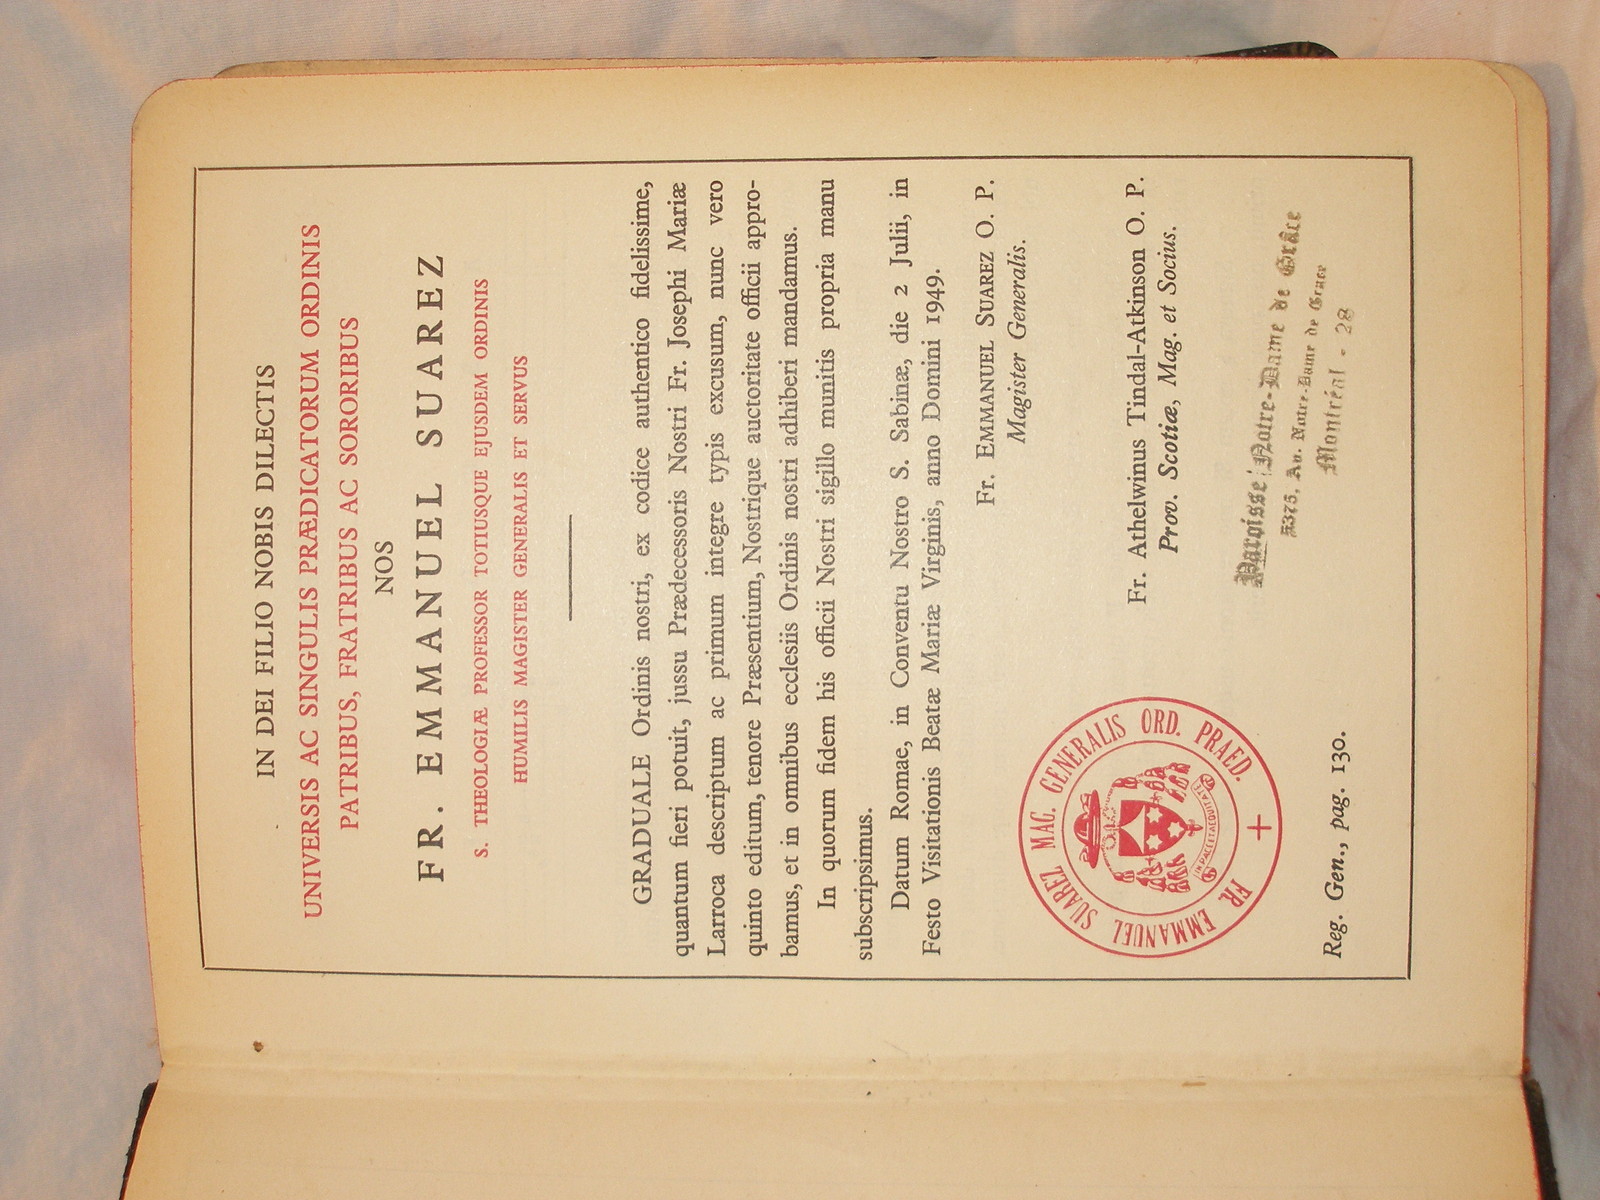 IN DEI FILIO NOBIS DILECTIS
UNIVERSIS AC SINGULIS PRÆDICATORUM ORDINIS
PATRIBUS, FRATRIBUS AC SORORIBUS
NOS
FR. EMMANUEL SUAREZ
S. THEOLOGIÆ PROFESSOR TOTIUSQUE EJUSDEM ORDINIS
HUMILIS MAGISTER GENERALIS ET SERVUS
GRADUALE Ordinis nostri, ex codice authentico fidelissime,
quantum fieri potuit, jussu Prædecessoris Nostri Fr. Josephi Mariæ
Larroca descriptum ac primum integre typis excusum, nunc vero
quinto editum, tenore Præsentium, Nostrique auctoritate officii appro-
bamus, et in omnibus ecclesiis Ordinis nostri adhiberi mandamus.
In quorum fidem his officii Nostri sigillo munitis propria manu
subscripsimus.
Datum Romae, in Conventu Nostro S. Sabinæ, die 2 Julii, in
Festo Visitationis Beatæ Mariæ Virginis, anno Domini 1949.
Fr. EMMANUEL SUAREZ O. P.
Magister Generalis.
FR. EMMANUEL SUAREZ MAG. GENERALIS ORD. PRAED.
IN PACE ET AEQUITATE
Fr. Athelwinus Tindal-Atkinson O. P.
Prov. Scotiæ, Mag. et Socius.
Paroisse Notre-Dame de Grâce
5375, Av. Notre-Dame de Grace
Montréal - 28
Reg. Gen., pag. 130.